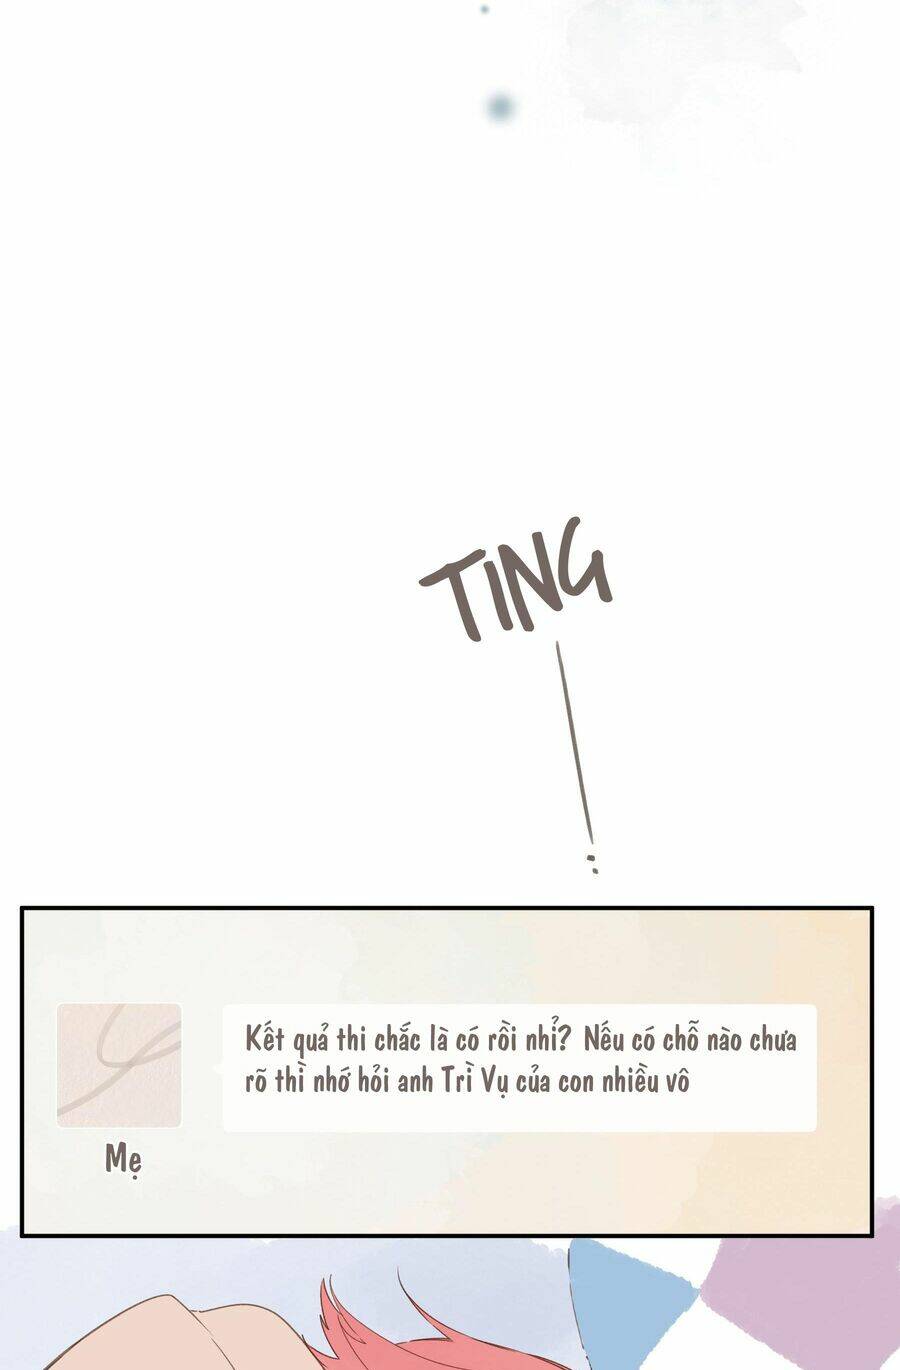 TING
Kết quả thi chắc là có rồi nhỉ? Nếu có chỗ nào chưa
rõ thì nhớ hỏi anh Trì Vụ của con nhiều vô
Mẹ